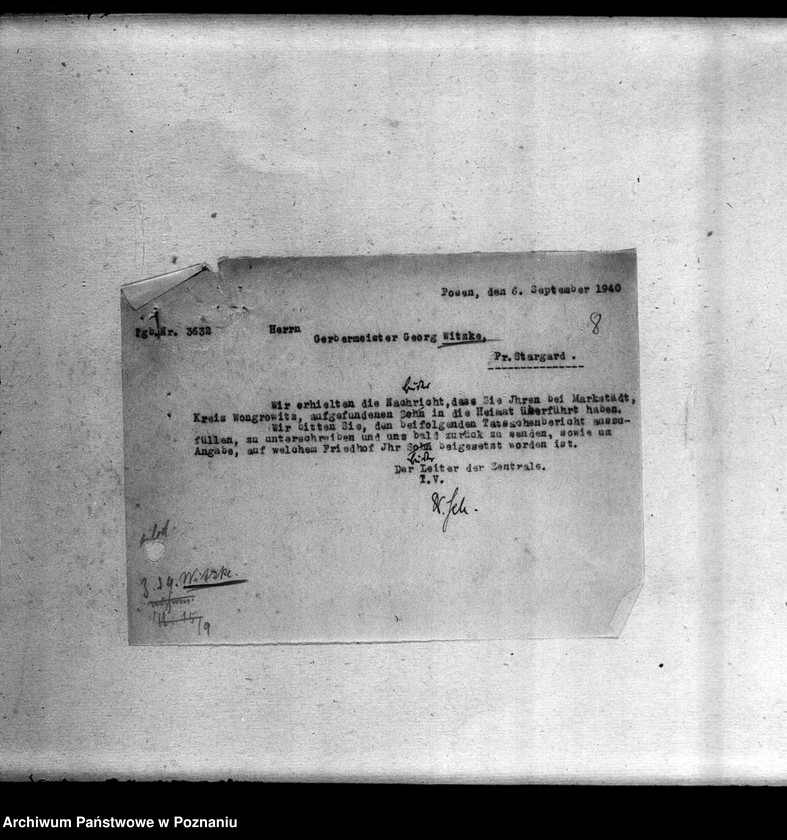 Posen, den 6. September 1940
8
Tgb.Nr. 3632
Herrn
Gerbermeister Georg Witzke,
Pr.Stargard.
Bruder
Wir erhielten die Nachricht, dass Sie Jhren bei Markstädt,
Kreis Wongrowitz, aufgefundenen Sohn in die Heimat überführt haben.
Wir bitten Sie, den beifolgenden Tatsachenbericht auszu-
füllen, zu unterschreiben und uns bald zurück zu senden, sowie um
Angabe, auf welchem Friedhof Jhr Sohn beigesetzt worden ist.
Bruder
Der Leiter der Zentrale.
I.V.
Z. d A. Witzke.
Archiwum Państwowe w Poznaniu